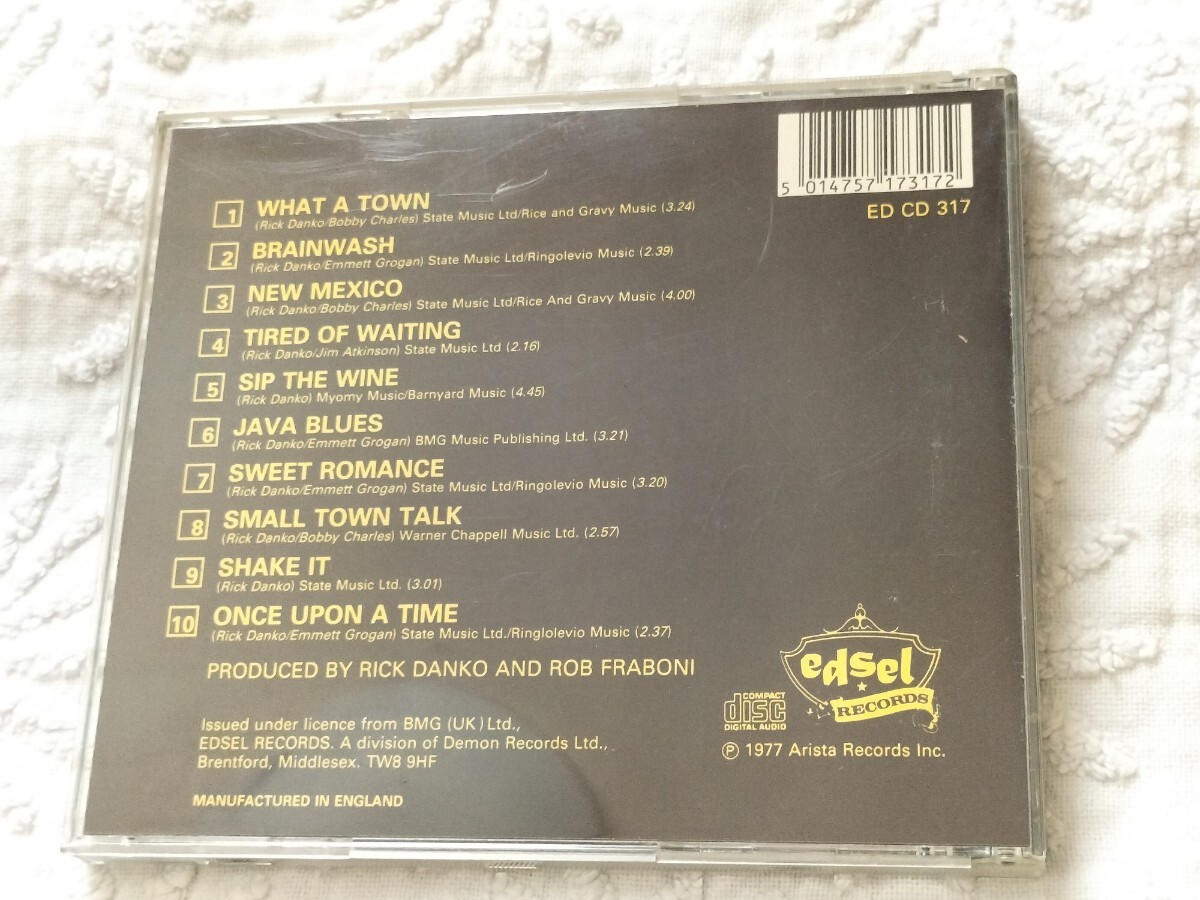 5 014757 173172
ED CD 317
1 WHAT A TOWN
(Rick Danko/Bobby Charles) State Music Ltd/Rice and Gravy Music (3.24)
2 BRAINWASH
(Rick Danko/Emmett Grogan) State Music Ltd/Ringolevio Music (2.39)
3 NEW MEXICO
(Rick Danko/Bobby Charles) State Music Ltd/Rice And Gravy Music (4.00)
4 TIRED OF WAITING
(Rick Danko/Jim Atkinson) State Music Ltd (2.16)
5 SIP THE WINE
(Rick Danko) Myomy Music/Barnyard Music (4.45)
6 JAVA BLUES
(Rick Danko/Emmett Grogan) BMG Music Publishing Ltd. (3.21)
7 SWEET ROMANCE
(Rick Danko/Emmett Grogan) State Music Ltd/Ringolevio Music (3.20)
8 SMALL TOWN TALK
(Rick Danko/Bobby Charles) Warner Chappell Music Ltd. (2.57)
9 SHAKE IT
(Rick Danko) State Music Ltd. (3.01)
10 ONCE UPON A TIME
(Rick Danko/Emmett Grogan) State Music Ltd./Ringlolevio Music (2.37)
PRODUCED BY RICK DANKO AND ROB FRABONI
Issued under licence from BMG (UK) Ltd.,
EDSEL RECORDS. A division of Demon Records Ltd.,
Brentford, Middlesex. TW8 9HF
MANUFACTURED IN ENGLAND
COMPACT
disc
DIGITAL AUDIO
edsel
RECORDS
℗ 1977 Arista Records Inc.